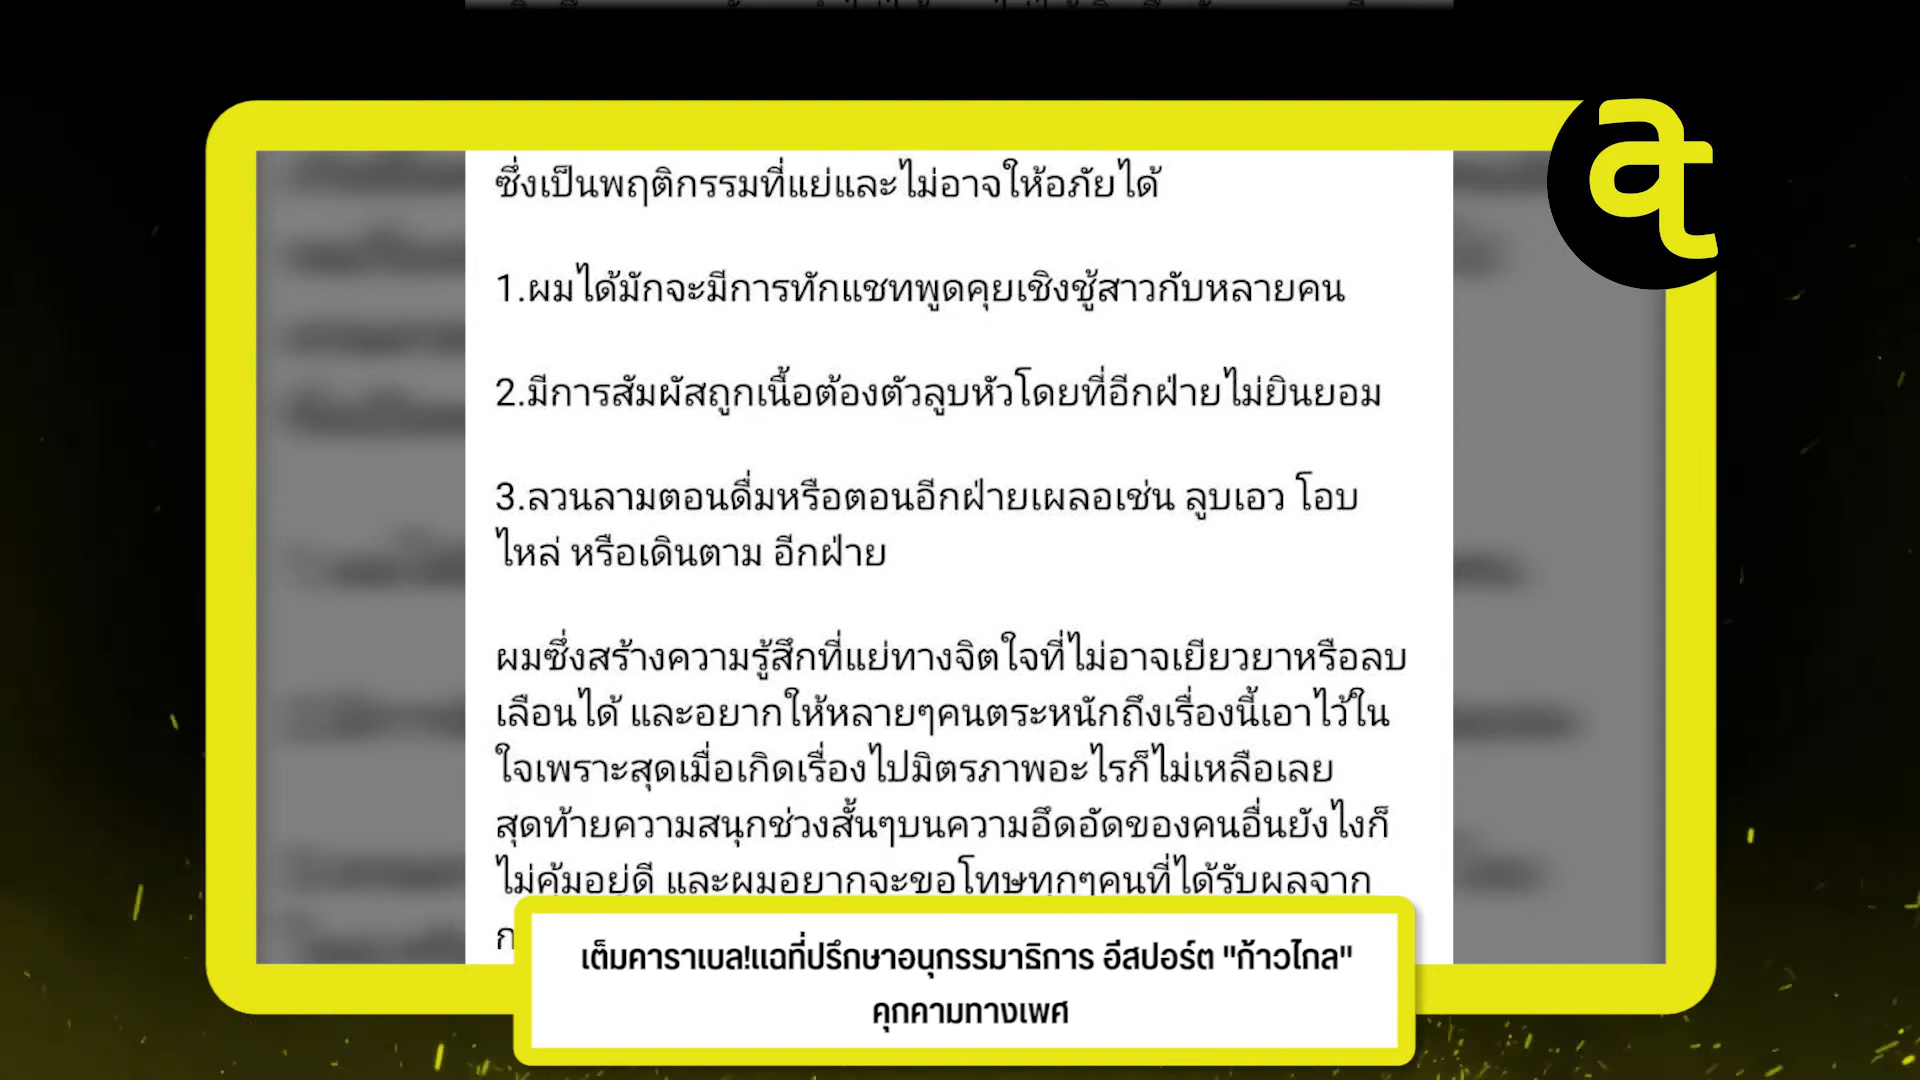 ซึ่งเป็นพฤติกรรมที่แย่และไม่อาจให้อภัยได้
1.ผมได้มักจะมีการทักแชทพูดคุยเชิงชู้สาวกับหลายคน
2.มีการสัมผัสถูกเนื้อต้องตัวลูบหัวโดยที่อีกฝ่ายไม่ยินยอม
3.ลวนลามตอนดื่มหรือตอนอีกฝ่ายเผลอเช่น ลูบเอว โอบ
ไหล่ หรือเดินตาม อีกฝ่าย
ผมซึ่งสร้างความรู้สึกที่แย่ทางจิตใจที่ไม่อาจเยียวยาหรือลบ
เลือนได้ และอยากให้หลายๆคนตระหนักถึงเรื่องนี้เอาไว้ใน
ใจเพราะสุดเมื่อเกิดเรื่องไปมิตรภาพอะไรก็ไม่เหลือเลย
สุดท้ายความสนุกช่วงสั้นๆบนความอึดอัดของคนอื่นยังไงก็
ไม่คุ้มอยู่ดี และผมอยากจะขอโทษทุกๆคนที่ได้รับผลจาก
ก
เต็มคาราเบล!แฉที่ปรึกษาอนุกรรมาธิการ อีสปอร์ต "ก้าวไกล"
คุกคามทางเพศ